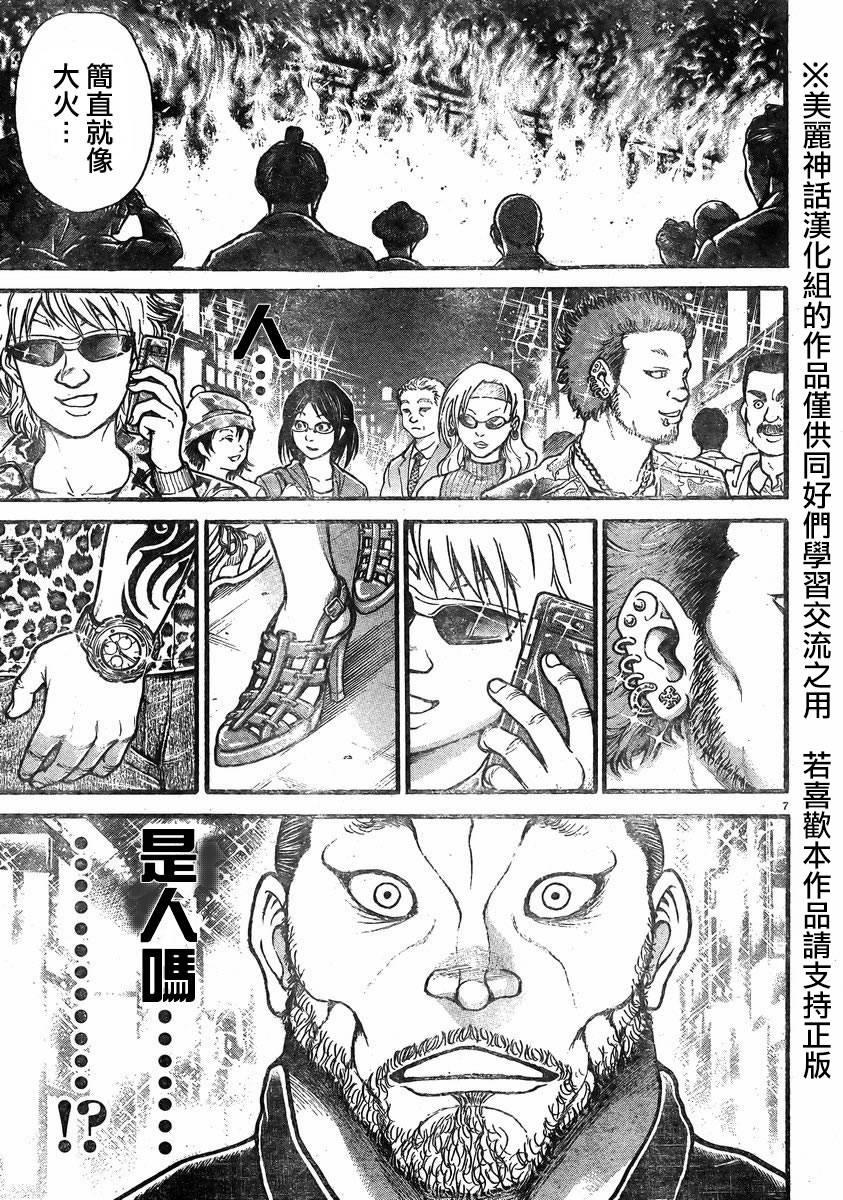 簡直就像
大火…
人……
7
是人嗎………
………!?
※美麗神話漢化組的作品僅供同好們學習交流之用 若喜歡本作品請支持正版